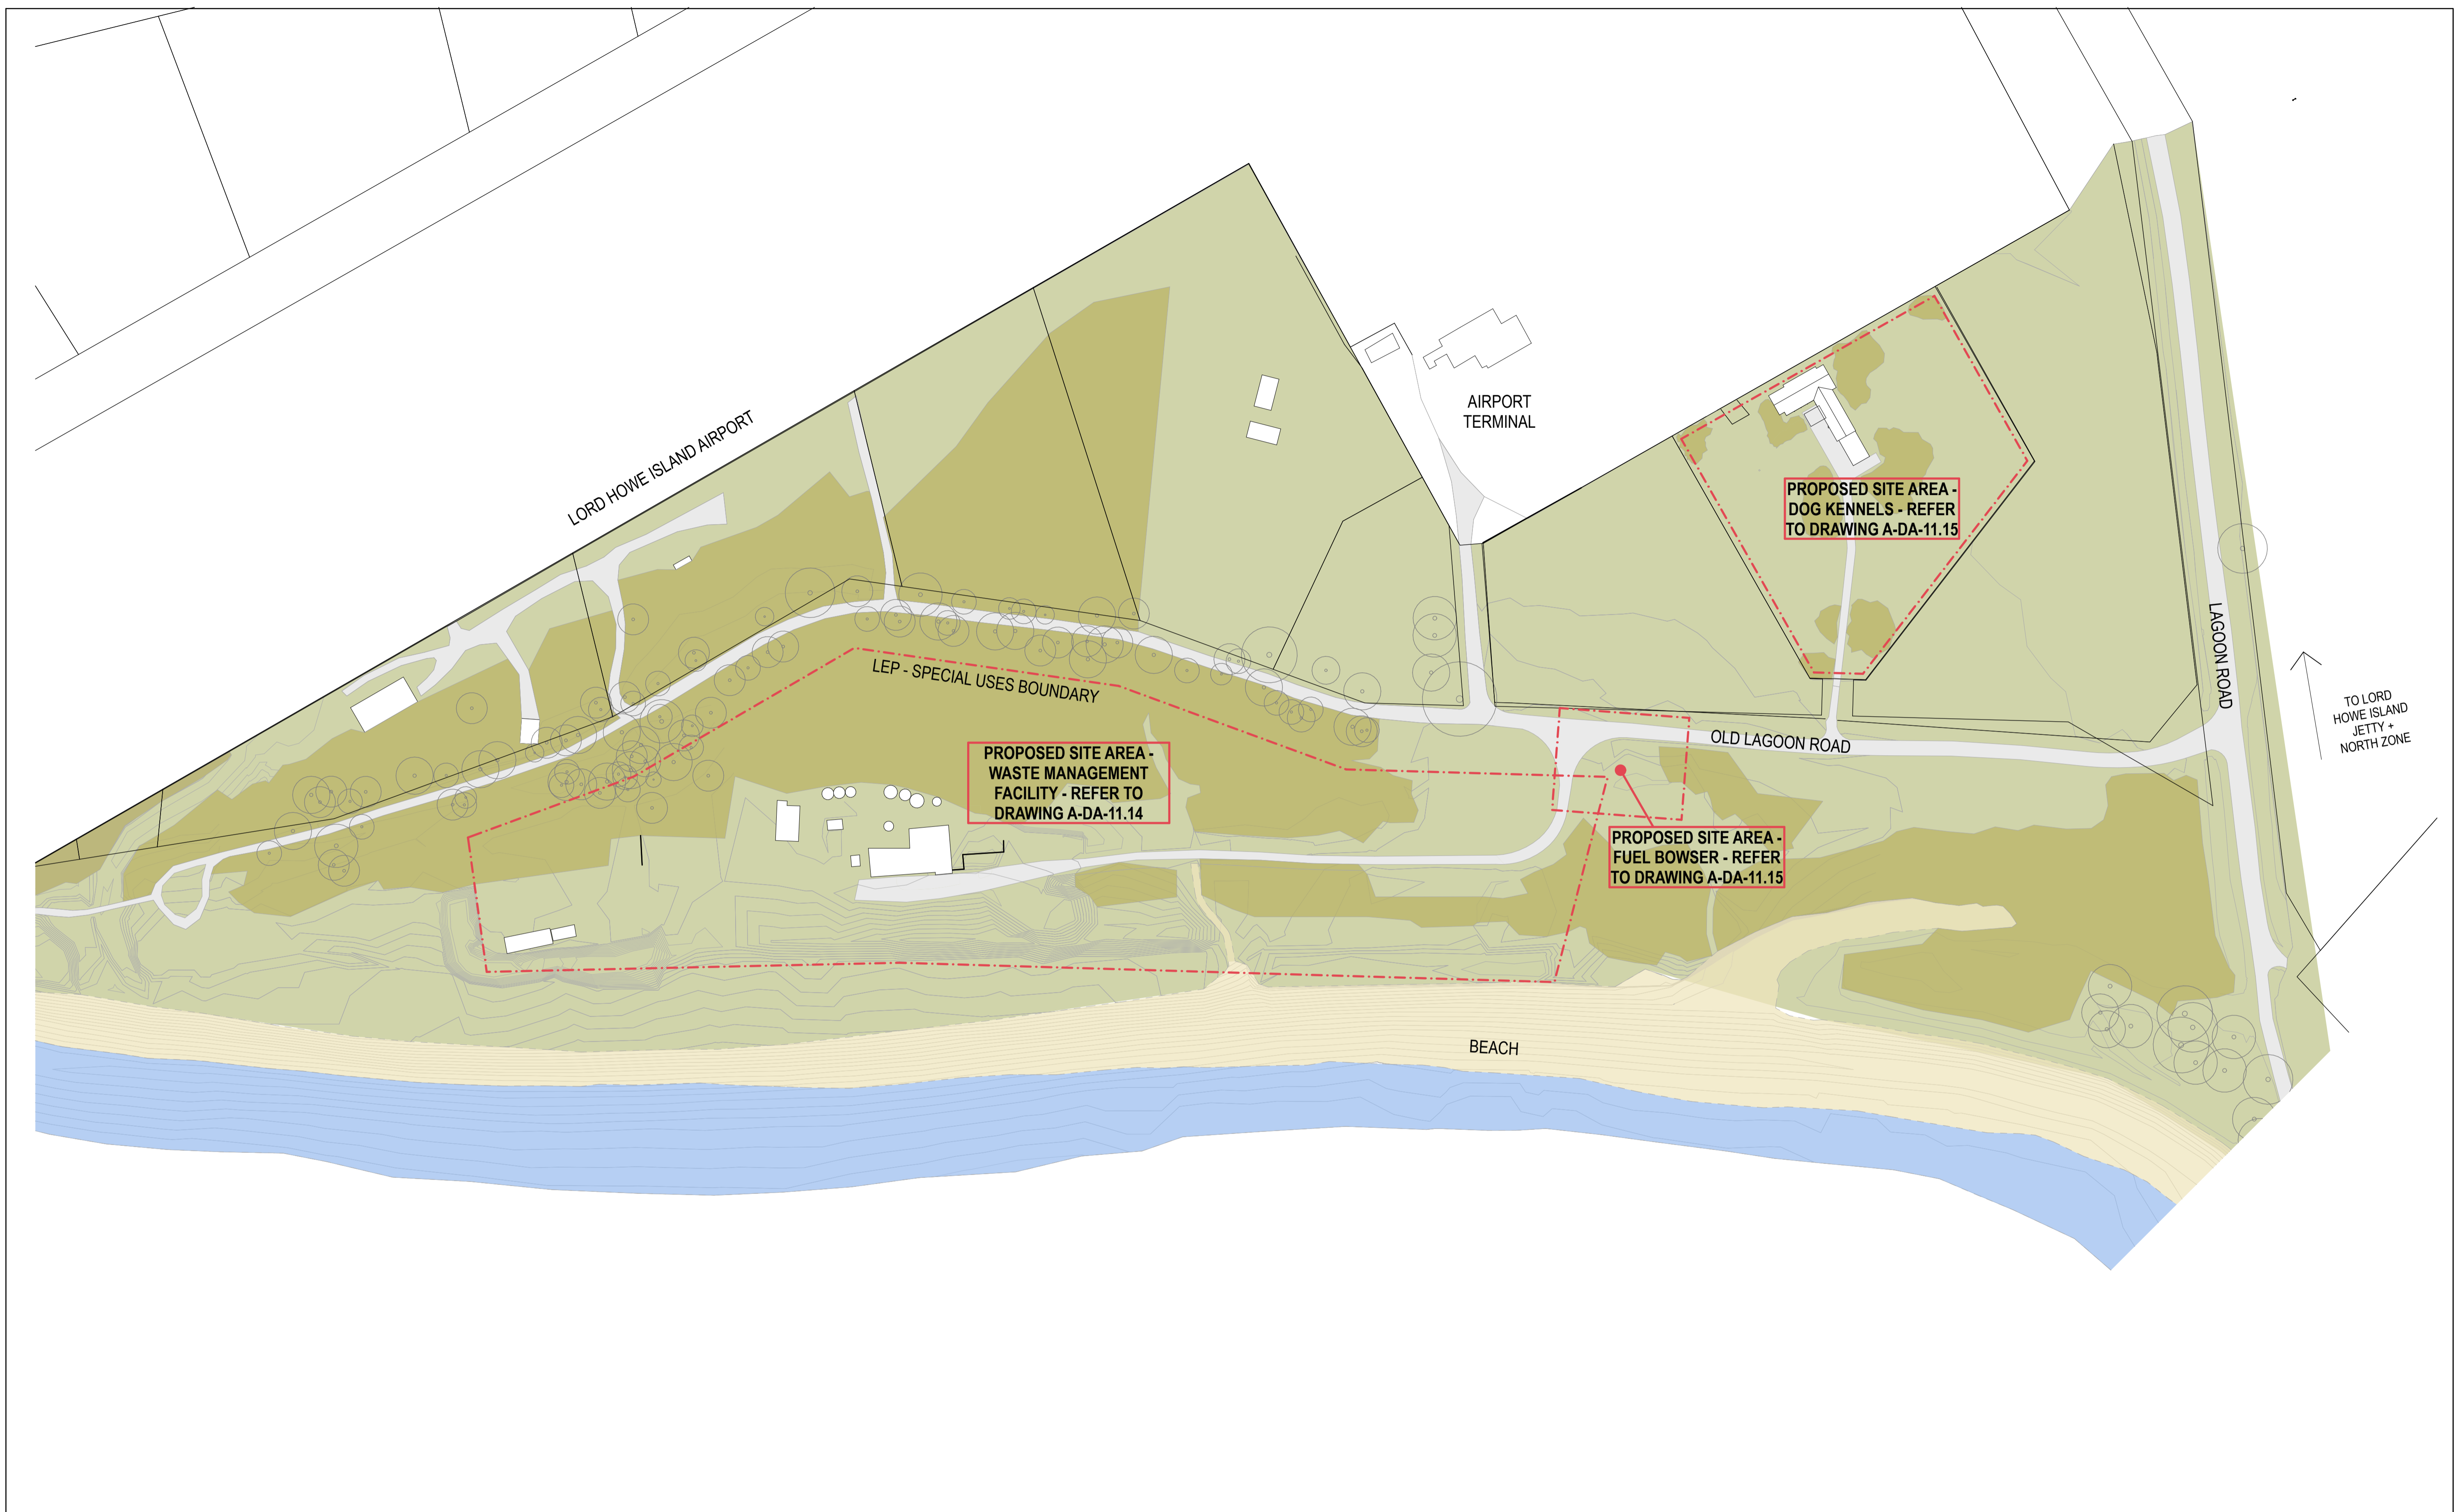 LORD HOWE ISLAND AIRPORT
AIRPORT
TERMINAL
PROPOSED SITE AREA -
DOG KENNELS - REFER
TO DRAWING A-DA-11.15
LAGOON ROAD
TO LORD
HOWE ISLAND
JETTY +
NORTH ZONE
LEP - SPECIAL USES BOUNDARY
OLD LAGOON ROAD
PROPOSED SITE AREA -
WASTE MANAGEMENT
FACILITY - REFER TO
DRAWING A-DA-11.14
PROPOSED SITE AREA -
FUEL BOWSER - REFER
TO DRAWING A-DA-11.15
BEACH